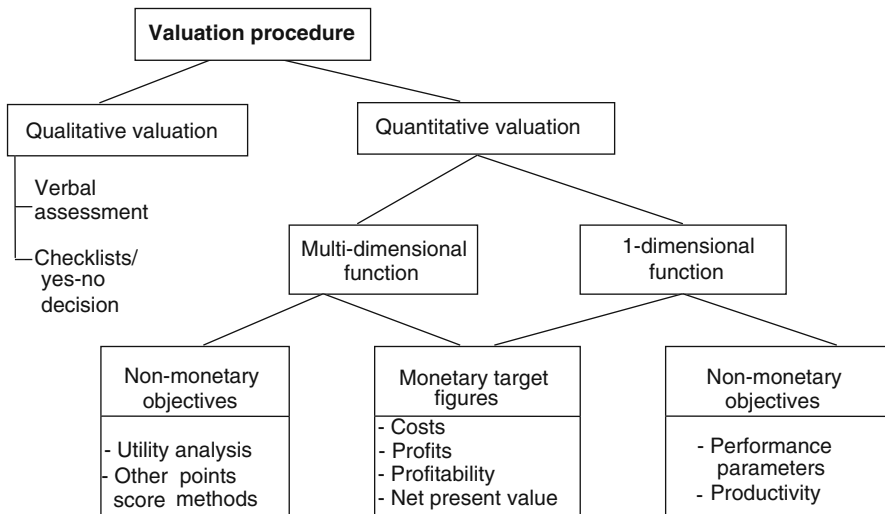 Valuation procedure
Qualitative valuation
Quantitative valuation
Verbal
assessment
Checklists/
yes-no
decision
Multi-dimensional
function
1-dimensional
function
Non-monetary
objectives
- Utility analysis
- Other points
score methods
Monetary target
figures
- Costs
- Profits
- Profitability
- Net present value
Non-monetary
objectives
- Performance
parameters
- Productivity